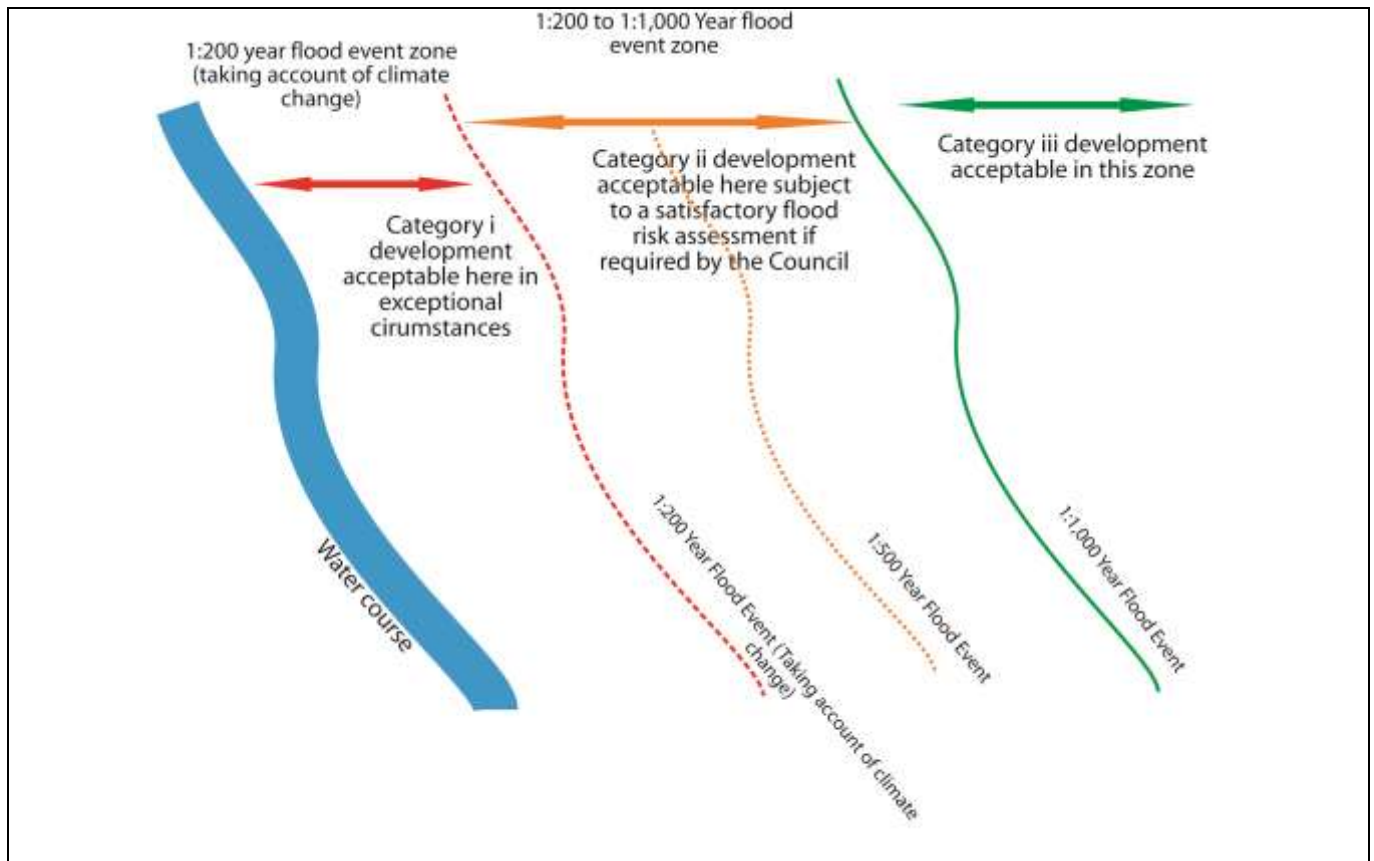 1:200 year flood event zone
(taking account of climate
change)
1:200 to 1:1,000 Year flood
event zone
Category i
development
acceptable here in
exceptional
cirumstances
Category ii development
acceptable here subject
to a satisfactory flood
risk assessment if
required by the Council
Category iii development
acceptable in this zone
Water course
1:200 Year Flood Event (Taking account of climate
change)
1:500 Year Flood Event
1:1,000 Year Flood Event